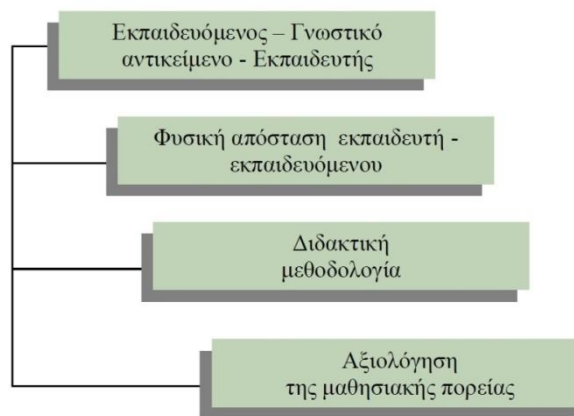 Εκπαιδευόμενος – Γνωστικό
αντικείμενο - Εκπαιδευτής
Φυσική απόσταση εκπαιδευτή -
εκπαιδευόμενου
Διδακτική
μεθοδολογία
Αξιολόγηση
της μαθησιακής πορείας